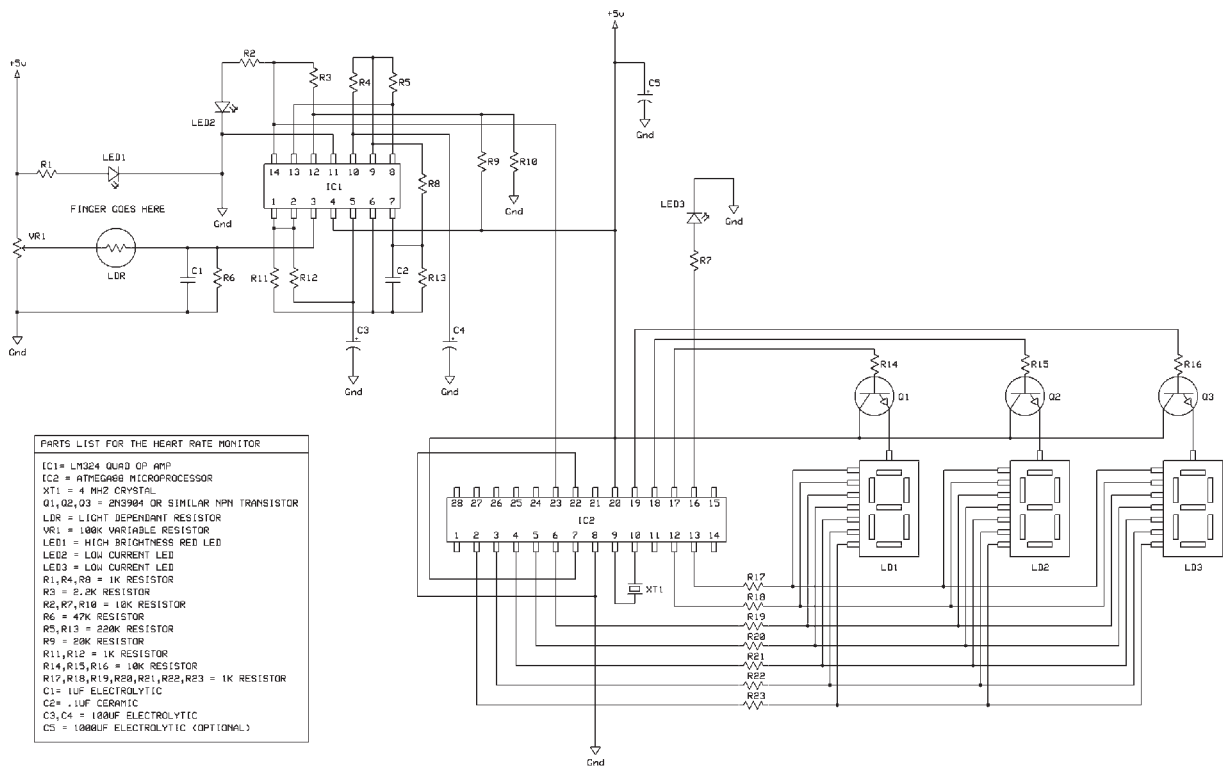 +5v
+5v
R2
R3
R4
R5
C5
Gnd
LED2
R1
LED1
14 13 12 11 10 9 8
IC1
1 2 3 4 5 6 7
R9
R10
R8
Gnd
FINGER GOES HERE
Gnd
LED3
Gnd
VR1
LDR
C1
R6
R11
R12
C2
R13
R7
Gnd
C3
C4
Gnd
Gnd
R14
R15
R16
Q1
Q2
Q3
PARTS LIST FOR THE HEART RATE MONITOR
IC1= LM324 QUAD OP AMP
IC2 = ATMEGA88 MICROPROCESSOR
XT1 = 4 MHZ CRYSTAL
Q1,Q2,Q3 = 2N3904 OR SIMILAR NPN TRANSISTOR
LDR = LIGHT DEPENDANT RESISTOR
VR1 = 100K VARIABLE RESISTOR
LED1 = HIGH BRIGHTNESS RED LED
LED2 = LOW CURRENT LED
LED3 = LOW CURRENT LED
R1,R4,R8 = 1K RESISTOR
R3 = 2.2K RESISTOR
R2,R7,R10 = 10K RESISTOR
R6 = 47K RESISTOR
R5,R13 = 220K RESISTOR
R9 = 20K RESISTOR
R11,R12 = 1K RESISTOR
R14,R15,R16 = 10K RESISTOR
R17,R18,R19,R20,R21,R22,R23 = 1K RESISTOR
C1= 1UF ELECTROLYTIC
C2= .1UF CERAMIC
C3,C4 = 100UF ELECTROLYTIC
C5 = 1000UF ELECTROLYTIC (OPTIONAL)
28 27 26 25 24 23 22 21 20 19 18 17 16 15
IC2
1 2 3 4 5 6 7 8 9 10 11 12 13 14
XT1
LD1
LD2
LD3
R17
R18
R19
R20
R21
R22
R23
Gnd